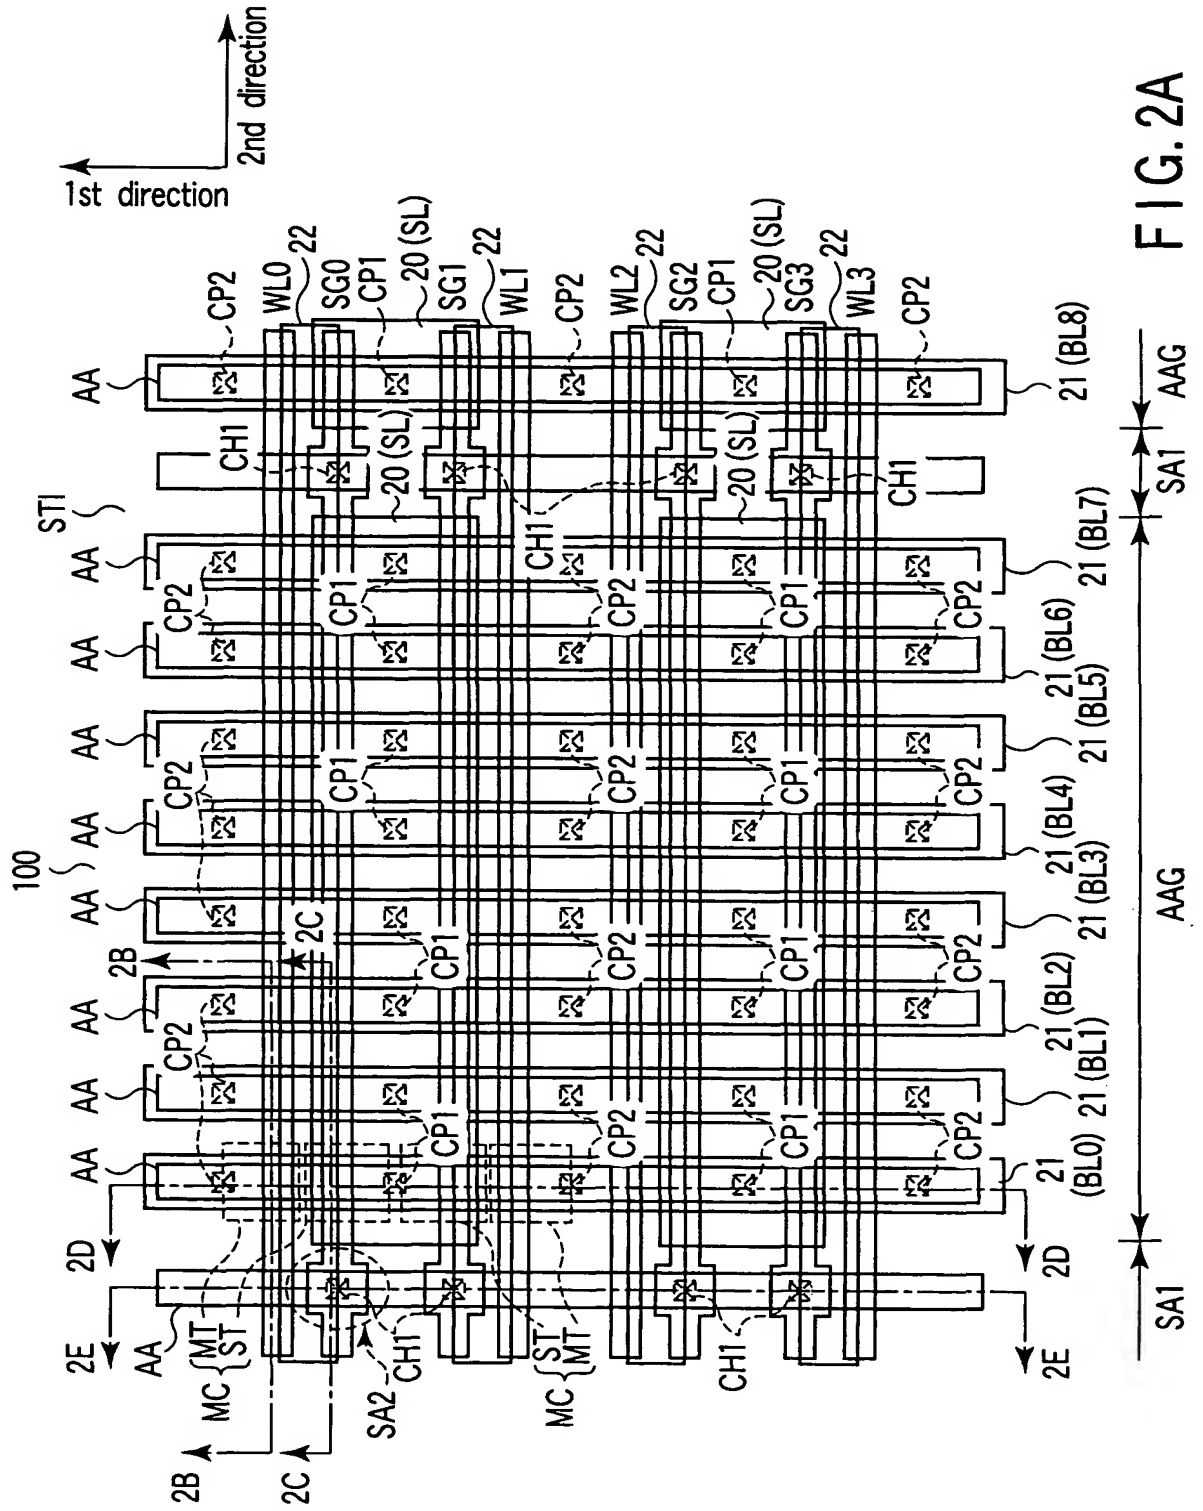 1st direction
2nd direction
100
STI
AA
AA
AA
AA
AA
AA
AA
AA
AA
2D
2E
AA
2B
2C
2B
2C
CP2
CP2
CP2
CP2
WL0
22
SG0
CP1
20 (SL)
SG1
22
WL1
CP2
WL2
22
SG2
CP1
20 (SL)
SG3
22
WL3
CP2
CH1
20 (SL)
CH1
20 (SL)
CH1
CP1
CP1
CP1
CP1
CP2
CP2
CP2
CP2
CP1
CP1
CP1
CP1
CP2
CP2
CP2
CP2
MC
MT
ST
SA2
CH1
MC
ST
MT
CH1
2D
2E
21 (BL0)
21 (BL1)
21 (BL2)
21 (BL3)
21 (BL4)
21 (BL5)
21 (BL6)
21 (BL7)
21 (BL8)
SA1
AAG
SA1
AAG
FIG. 2A